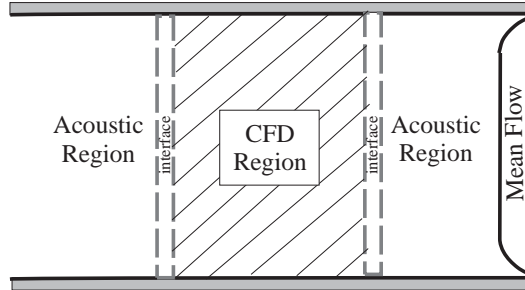 Acoustic
Region
interface
CFD
Region
interface
Acoustic
Region
Mean Flow